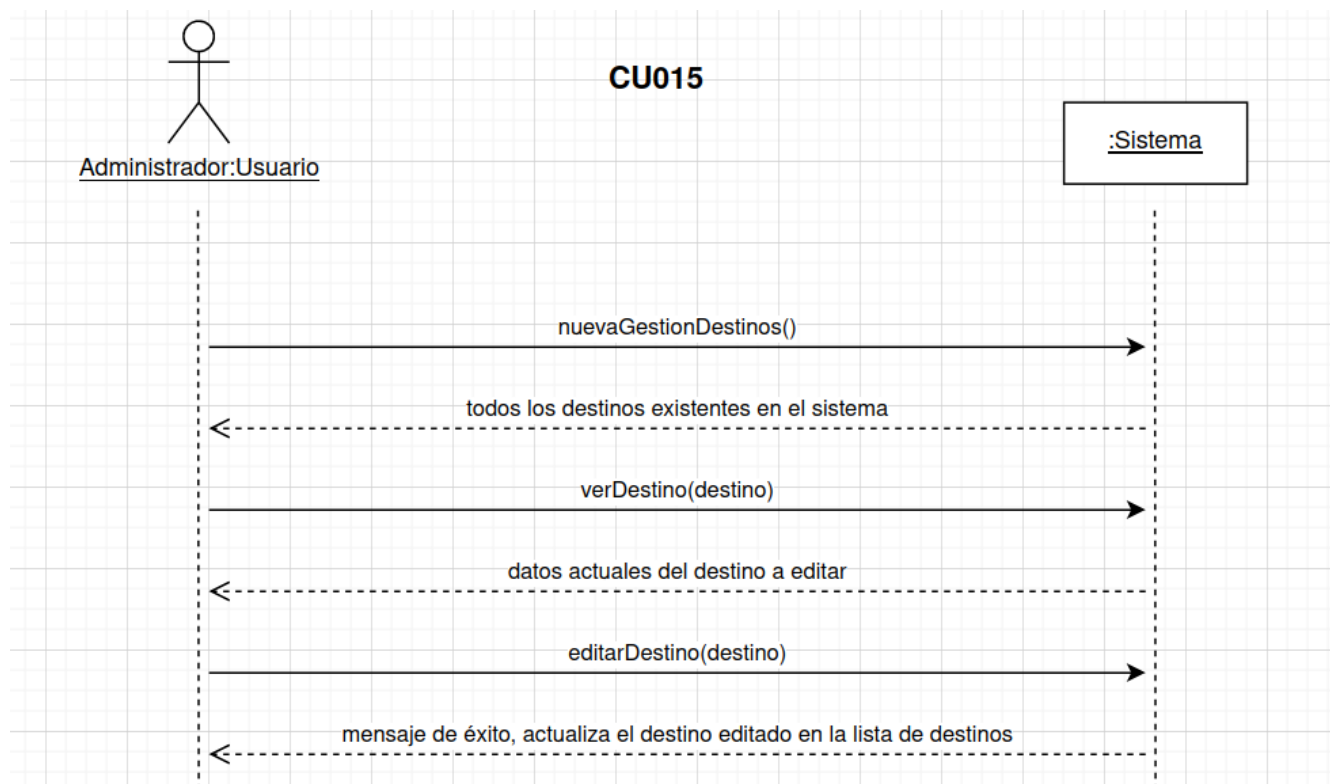 CU015
:Sistema
Administrador:Usuario
nuevaGestionDestinos()
todos los destinos existentes en el sistema
verDestino(destino)
datos actuales del destino a editar
editarDestino(destino)
mensaje de éxito, actualiza el destino editado en la lista de destinos